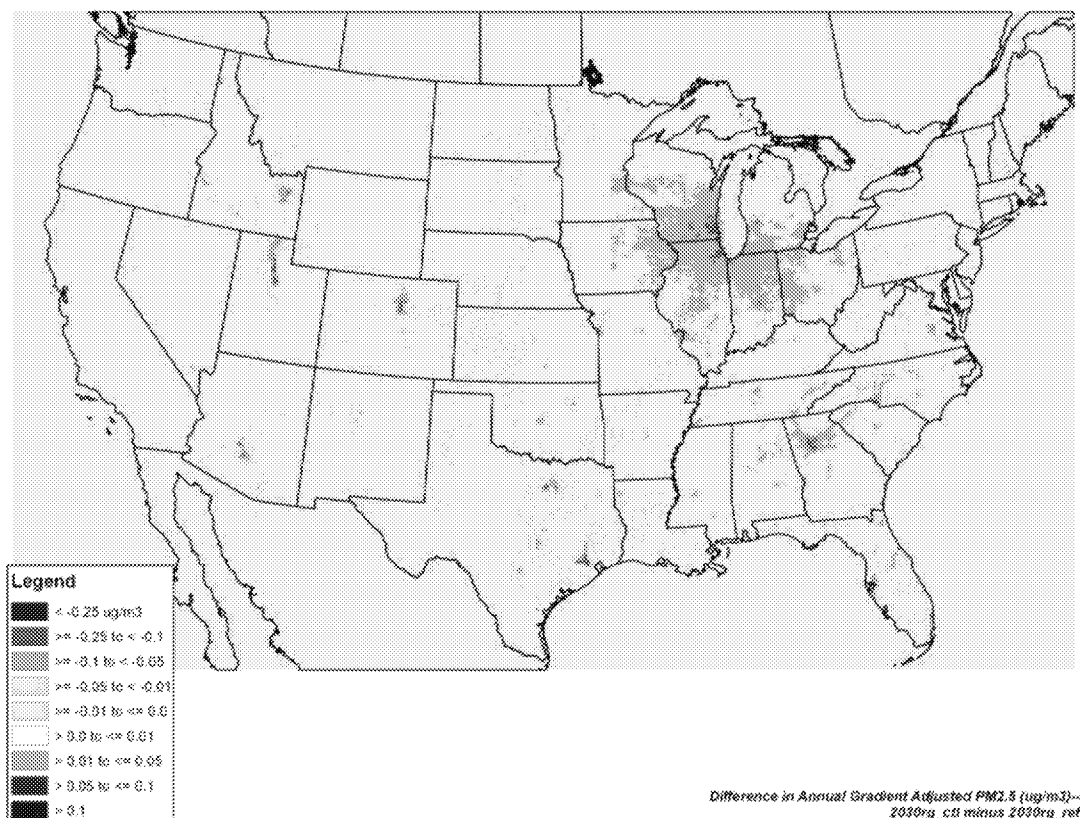 Legend
< -0.25 ug/m3
>= -0.25 to < -0.1
>= -0.1 to < -0.05
>= -0.05 to < -0.01
>= -0.01 to <= 0.0
> 0.0 to <= 0.01
> 0.01 to <= 0.05
> 0.05 to <= 0.1
> 0.1
Difference in Annual Gradient Adjusted PM2.5 (ug/m3)--
2030rg_ctl minus 2030rg_ref